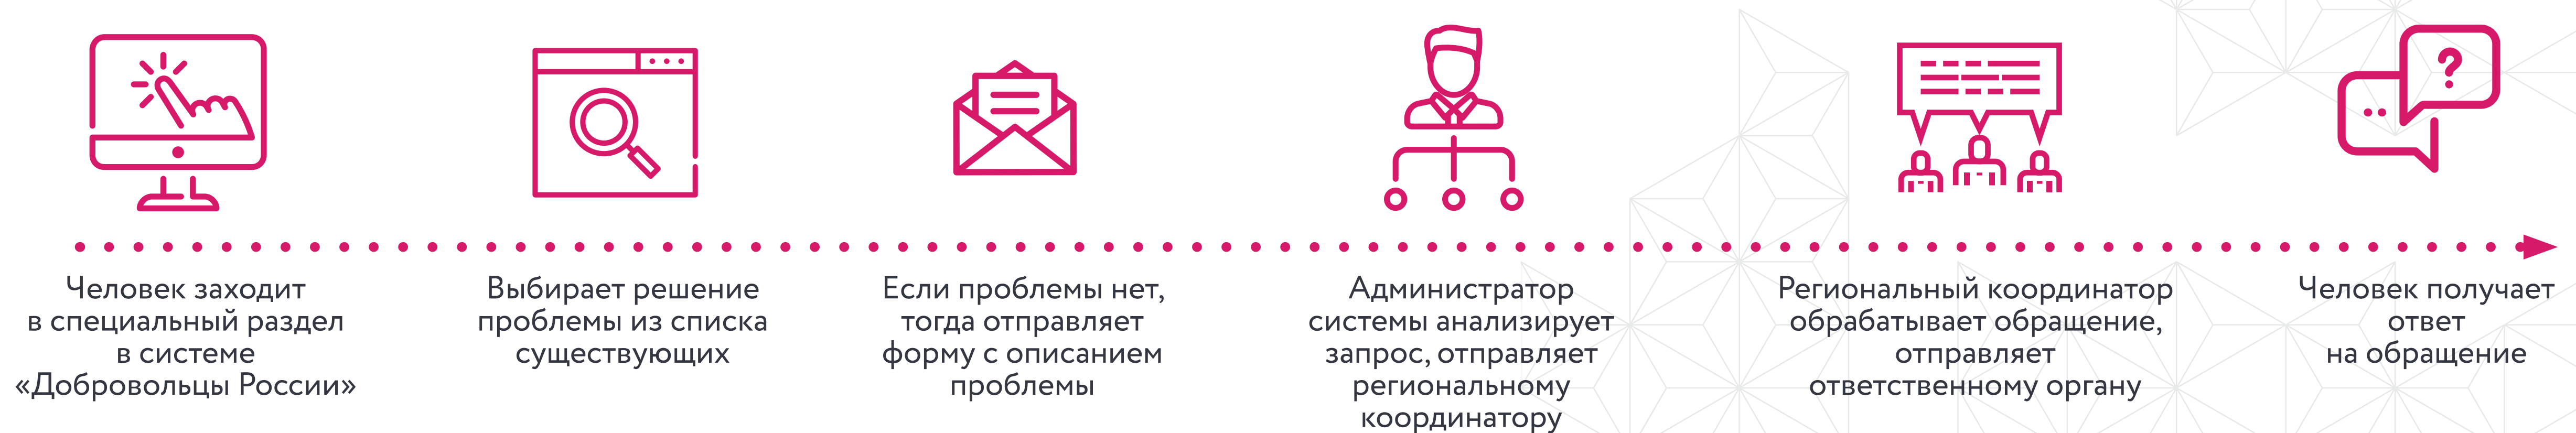 Человек заходит
в специальный раздел
в системе
«Добровольцы России»
Выбирает решение
проблемы из списка
существующих
Если проблемы нет,
тогда отправляет
форму с описанием
проблемы
Администратор
системы анализирует
запрос, отправляет
региональному
координатору
Региональный координатор
обрабатывает обращение,
отправляет
ответственному органу
?
Человек получает
ответ
на обращение